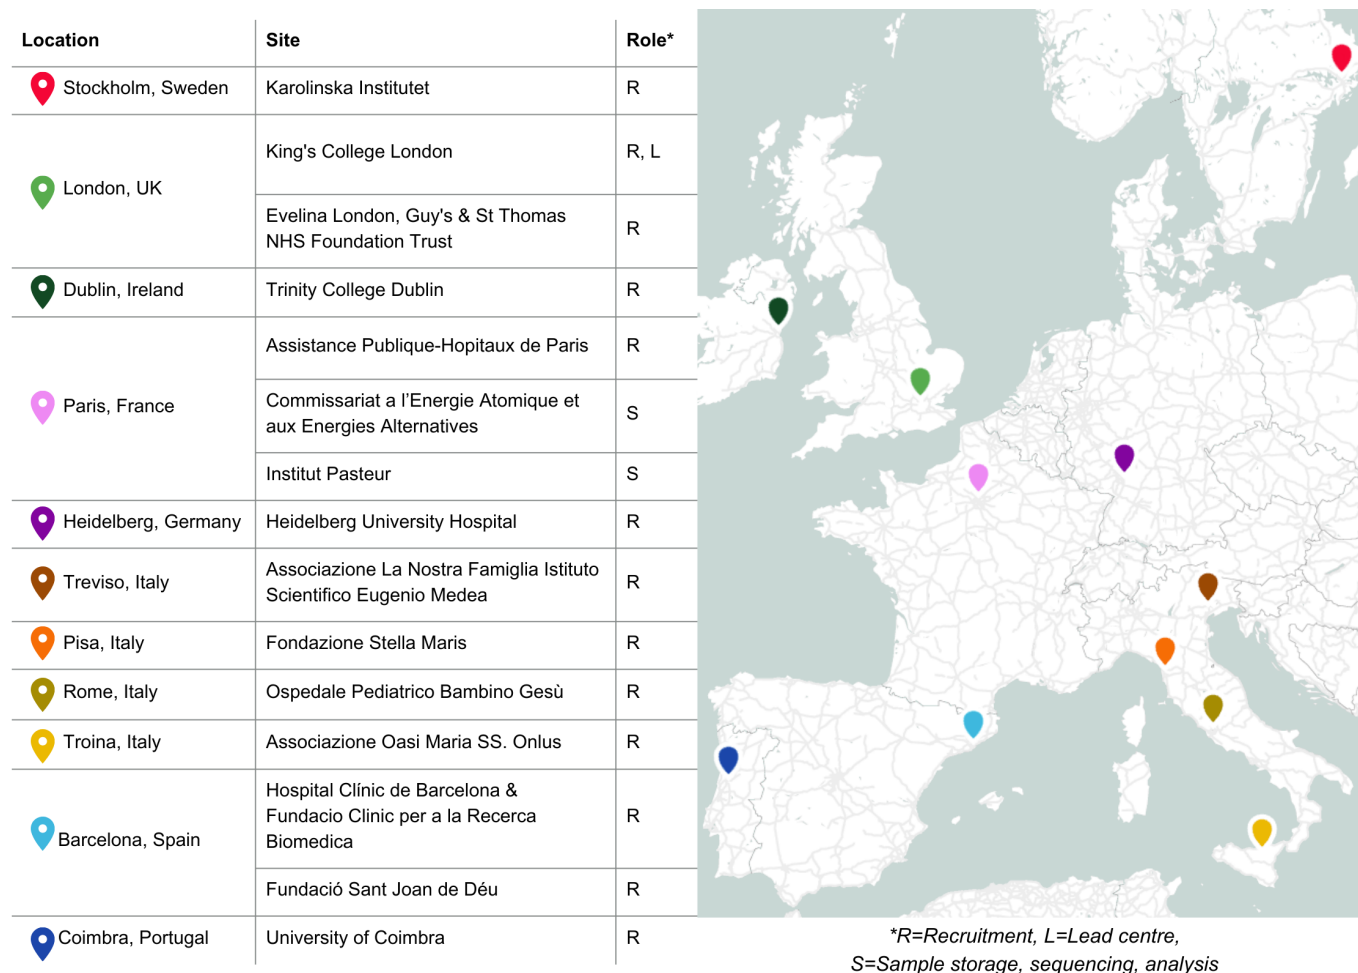 Location Site Role*
Stockholm, Sweden Karolinska Institutet R
London, UK
King's College London R, L
Evelina London, Guy's & St Thomas
NHS Foundation Trust R
Dublin, Ireland Trinity College Dublin R
Paris, France
Assistance Publique-Hopitaux de Paris R
Commissariat a l'Energie Atomique et
aux Energies Alternatives S
Institut Pasteur S
Heidelberg, Germany Heidelberg University Hospital R
Treviso, Italy
Associazione La Nostra Famiglia Istituto
Scientifico Eugenio Medea R
Pisa, Italy Fondazione Stella Maris R
Rome, Italy Ospedale Pediatrico Bambino Gesù R
Troina, Italy Associazione Oasi Maria SS. Onlus R
Barcelona, Spain
Hospital Clínic de Barcelona &
Fundacio Clinic per a la Recerca
Biomedica R
Fundació Sant Joan de Déu R
Coimbra, Portugal University of Coimbra R
*R=Recruitment, L=Lead centre,
S=Sample storage, sequencing, analysis